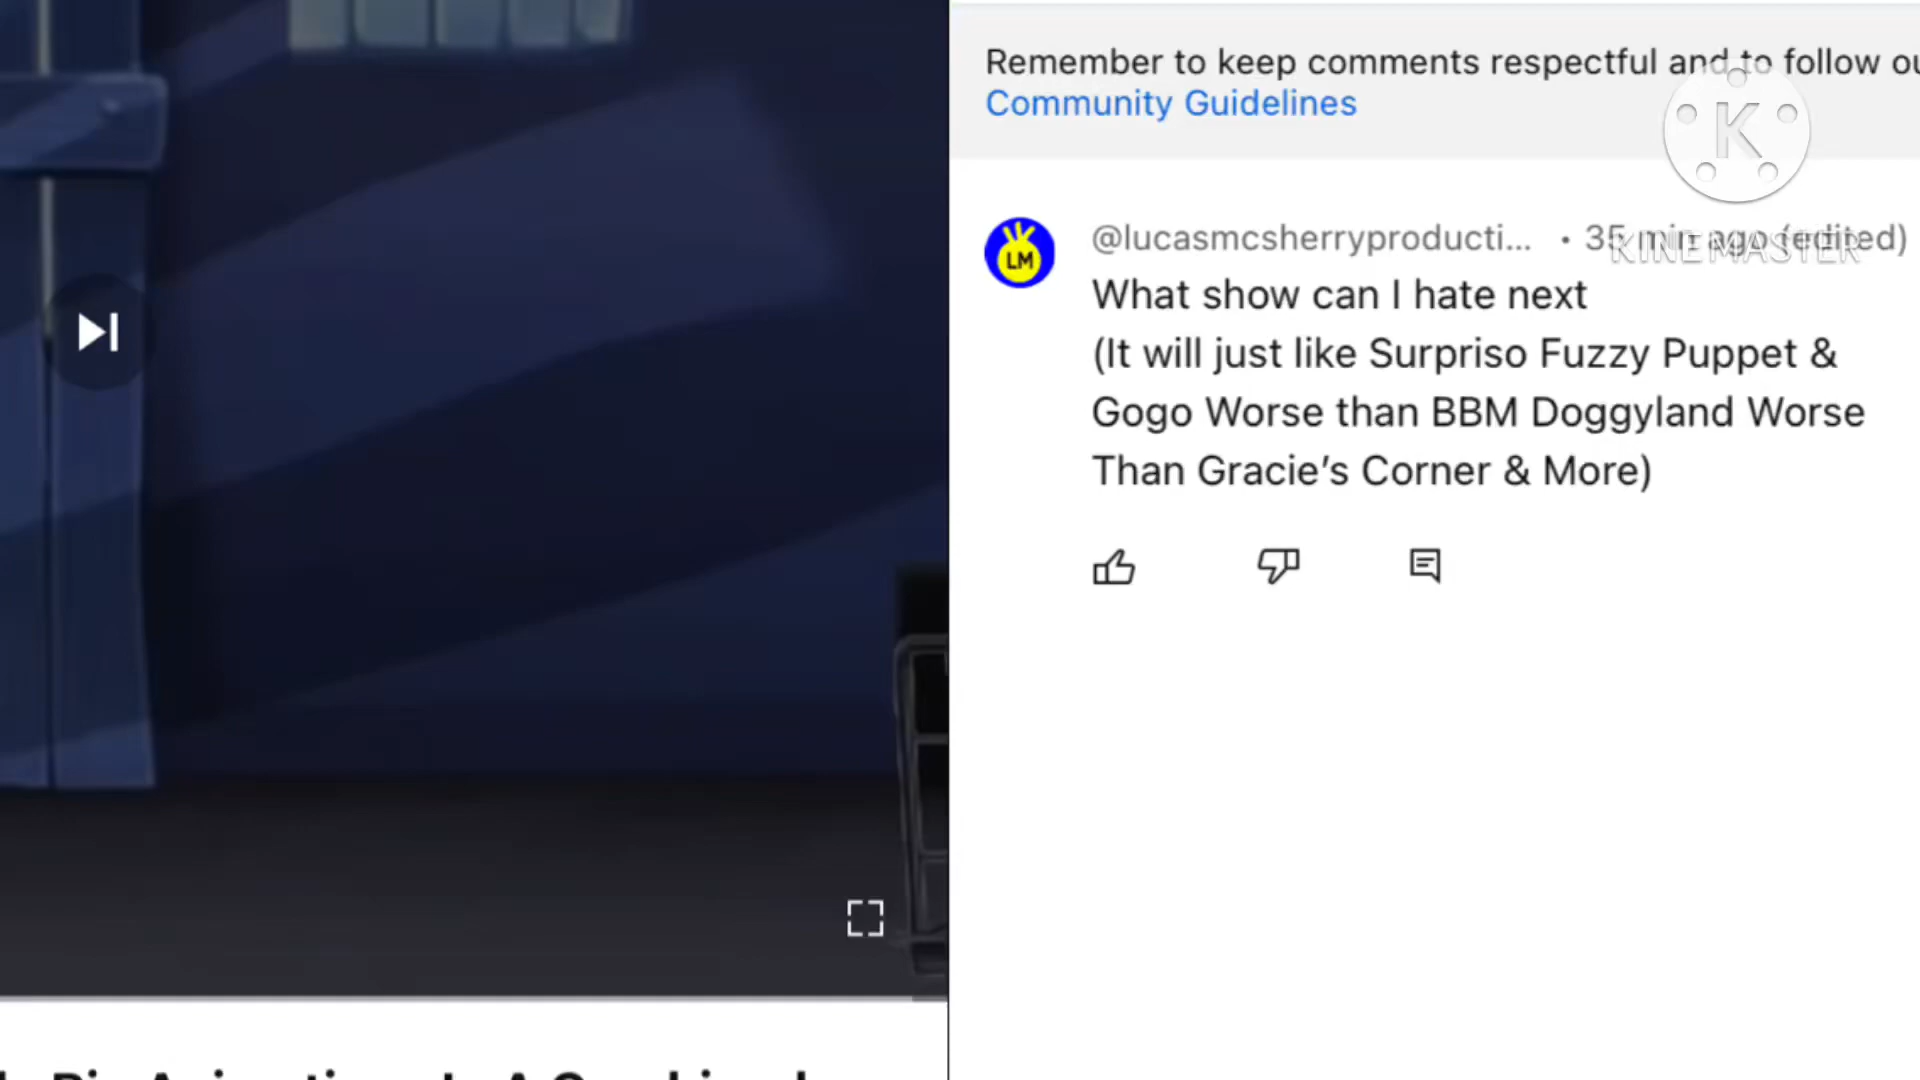 Remember to keep comments respectful and to follow
Community Guidelines
K
KINEMASTER
@lucasmcsherryproducti... • 35 min ago (edited)
LM
What show can I hate next
(It will just like Surpriso Fuzzy Puppet &
Gogo Worse than BBM Doggyland Worse
Than Gracie's Corner & More)